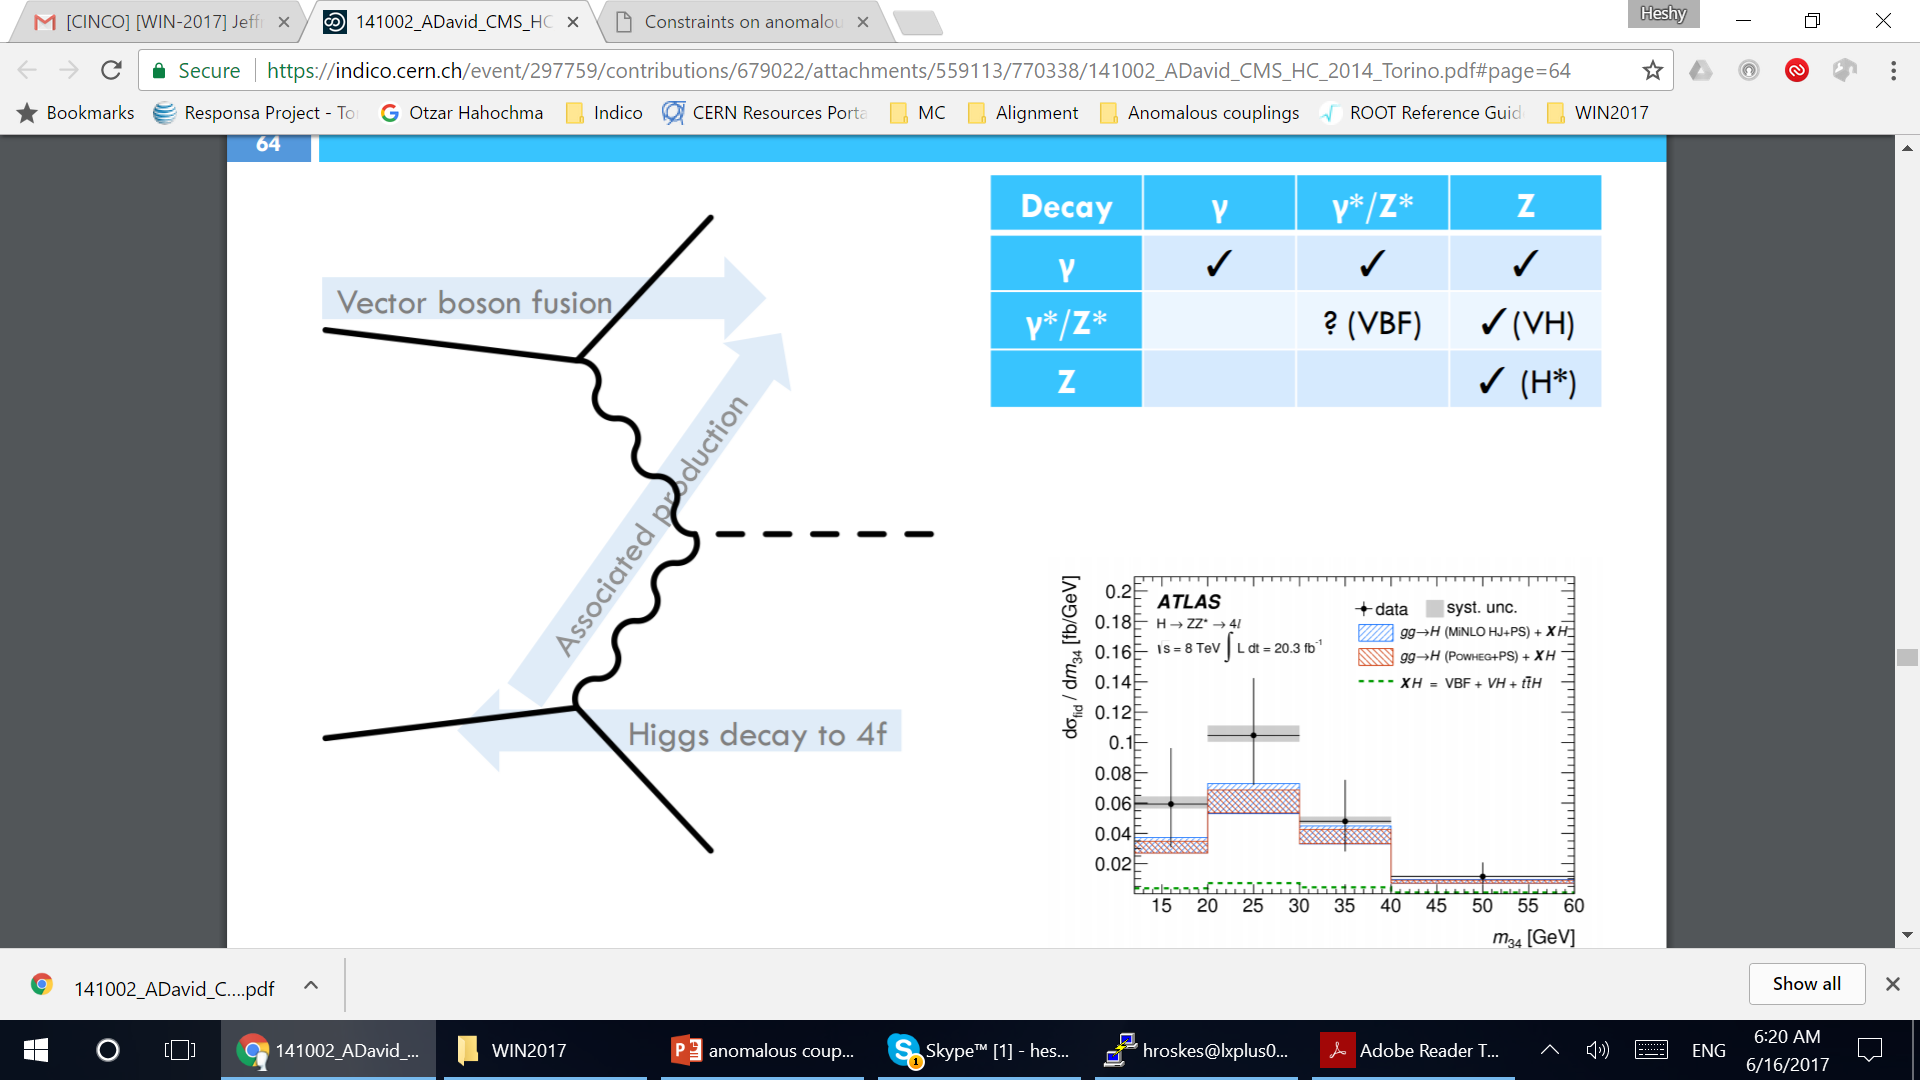 Heshy
[CINCO] [WIN-2017] Jeff
141002_ADavid_CMS_HC
Constraints on anomalou
Secure
https://indico.cern.ch/event/297759/contributions/679022/attachments/559113/770338/141002_ADavid_CMS_HC_2014_Torino.pdf#page=64
Bookmarks
Responsa Project - To
Otzar Hahochma
Indico
CERN Resources Porta
MC
Alignment
Anomalous couplings
ROOT Reference Guid
WIN2017
64
Decay γ γ*/Z* Z
γ ✓ ✓ ✓
γ*/Z* ? (VBF) ✓(VH)
Z ✓ (H*)
Vector boson fusion
Associated production
Higgs decay to 4f
dσfid / dm34 [fb/GeV]
0.2
0.18
0.16
0.14
0.12
0.1
0.08
0.06
0.04
0.02
ATLAS
H → ZZ* → 4l
√s = 8 TeV ∫ L dt = 20.3 fb-1
data
syst. unc.
gg→H (MiNLO HJ+PS) + XH
gg→H (POWHEG+PS) + XH
XH = VBF + VH + tt̄H
15 20 25 30 35 40 45 50 55 60
m34 [GeV]
141002_ADavid_C....pdf
Show all
141002_ADavid_...
WIN2017
anomalous coup...
Skype™ [1] - hes...
1
hroskes@lxplus0...
Adobe Reader T...
ENG
6:20 AM
6/16/2017